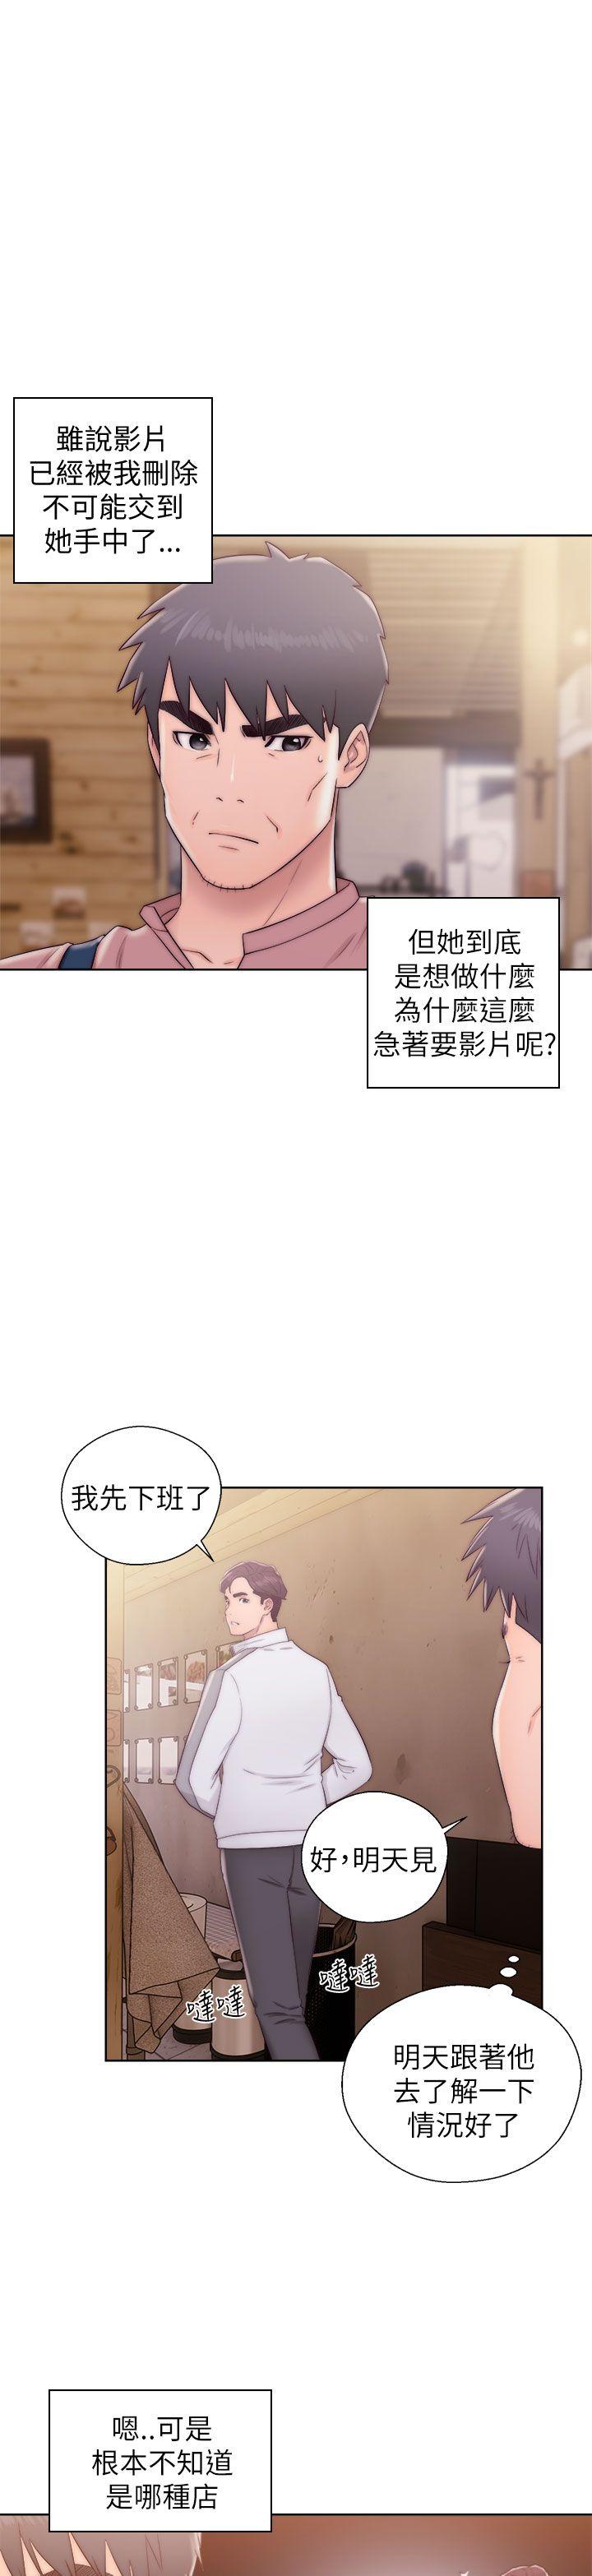 雖說影片
已經被我刪除
不可能交到
她手中了...
但她到底
是想做什麼
為什麼這麼
急著要影片呢?
我先下班了
好,明天見
噠噠
噠噠
明天跟著他
去了解一下
情況好了
嗯..可是
根本不知道
是哪種店